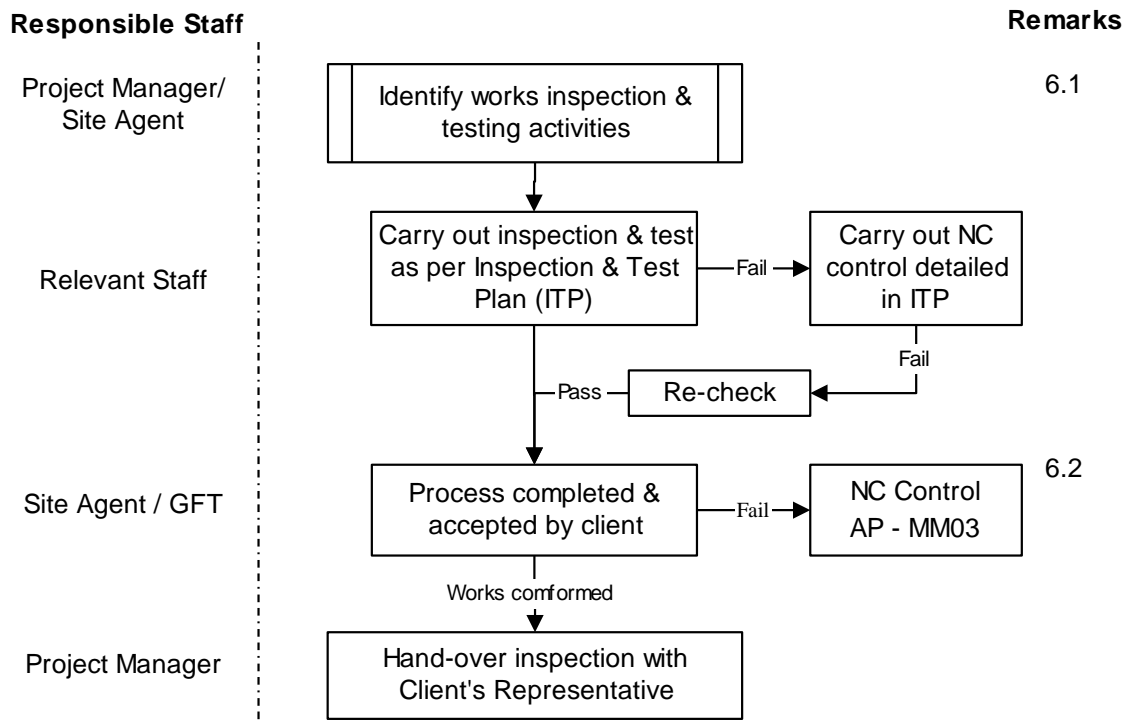 Responsible Staff
Remarks
Project Manager/
Site Agent
Identify works inspection &
testing activities
6.1
Relevant Staff
Carry out inspection & test
as per Inspection & Test
Plan (ITP)
Fail
Carry out NC
control detailed
in ITP
Fail
Pass
Re-check
Site Agent / GFT
Process completed &
accepted by client
Fail
NC Control
AP - MM03
6.2
Works comformed
Project Manager
Hand-over inspection with
Client's Representative